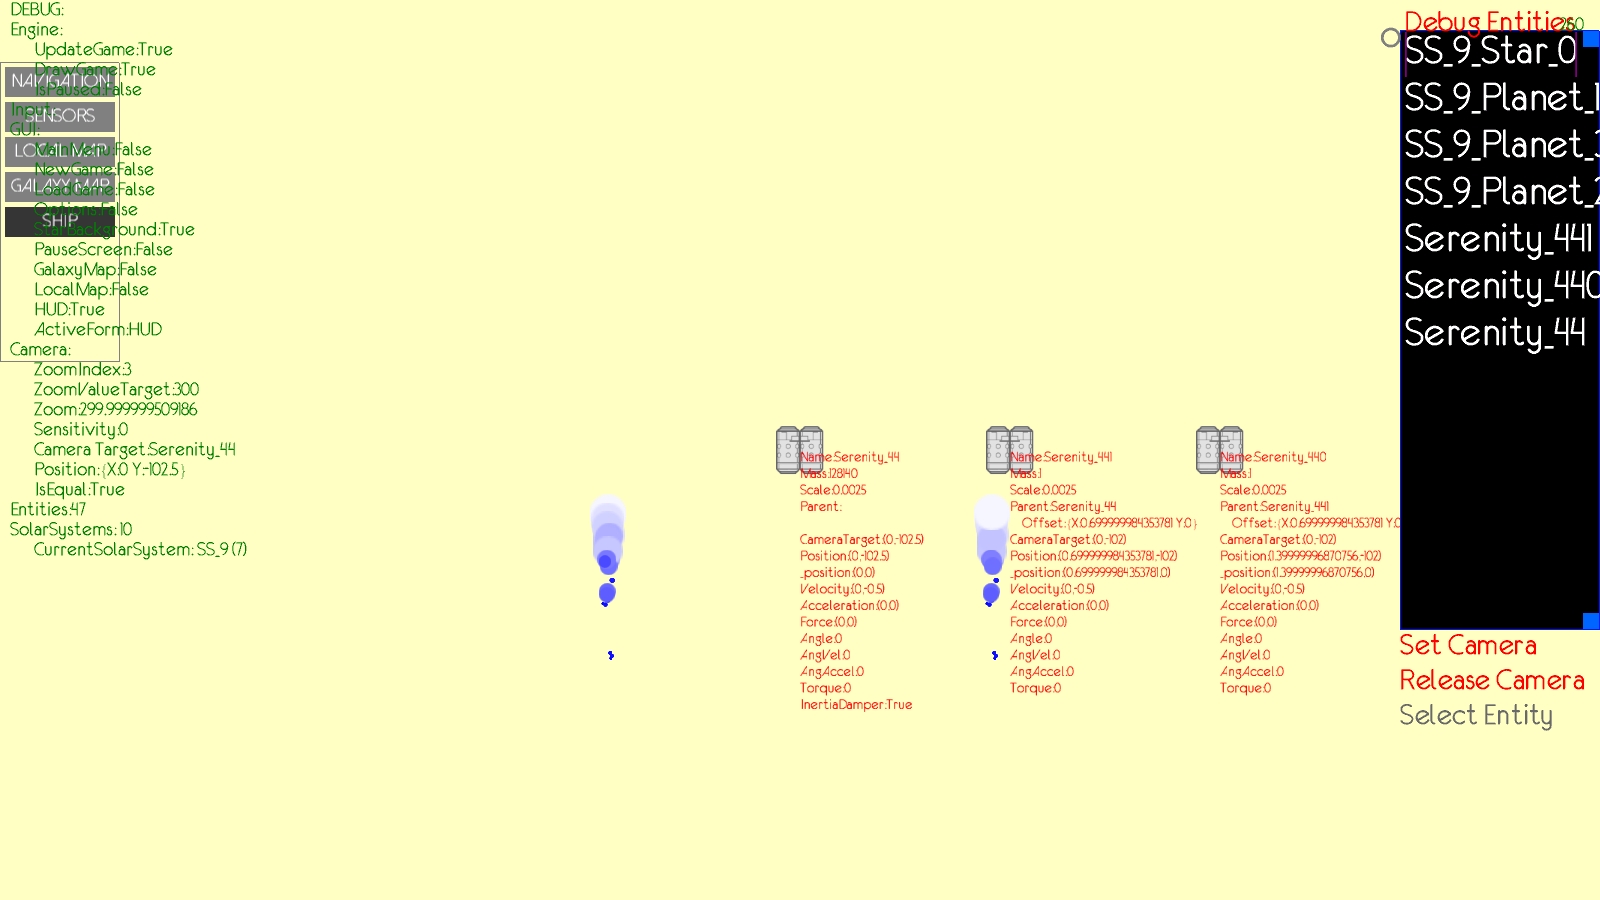 DEBUG:
Engine:
UpdateGame:True
DrawGame:True
IsPaused:False
Input:
GUI:
MainMenu:False
NewGame:False
LoadGame:False
Options:False
StarBackground:True
PauseScreen:False
GalaxyMap:False
LocalMap:False
HUD:True
ActiveForm:HUD
Camera:
ZoomIndex:3
ZoomValueTarget:300
Zoom:299.999999509186
Sensitivity:0
Camera Target:Serenity_44
Position:{X:0 Y:-102.5}
IsEqual:True
Entities:47
SolarSystems: 10
CurrentSolarSystem: SS_9 (7)
NAVIGATION
SENSORS
LOCAL MAP
GALAXY MAP
SHIP
Name:Serenity_44
Mass:28140
Scale:0.0025
Parent:
CameraTarget:(0,-102.5)
Position:(0,-102.5)
_position:(0,0)
Velocity:(0,-0.5)
Acceleration:(0,0)
Force:(0,0)
Angle:0
AngVel:0
AngAccel:0
Torque:0
InertiaDamper:True
Name:Serenity_441
Mass:1
Scale:0.0025
Parent:Serenity_44
Offset: {X:0.699999984353781 Y:0}
CameraTarget:(0,-102)
Position:(0.699999984353781,-102)
_position:(0.699999984353781,0)
Velocity:(0,-0.5)
Acceleration:(0,0)
Force:(0,0)
Angle:0
AngVel:0
AngAccel:0
Torque:0
Name:Serenity_440
Mass:1
Scale:0.0025
Parent:Serenity_441
Offset: {X:0.699999984353781 Y:0
CameraTarget:(0,-102)
Position:(1.39999996870756,-102)
_position:(1.39999996870756,0)
Velocity:(0,-0.5)
Acceleration:(0,0)
Force:(0,0)
Angle:0
AngVel:0
AngAccel:0
Torque:0
Debug Entities
SS_9_Star_0
SS_9_Planet_1
SS_9_Planet_3
SS_9_Planet_2
Serenity_441
Serenity_440
Serenity_44
Set Camera
Release Camera
Select Entity